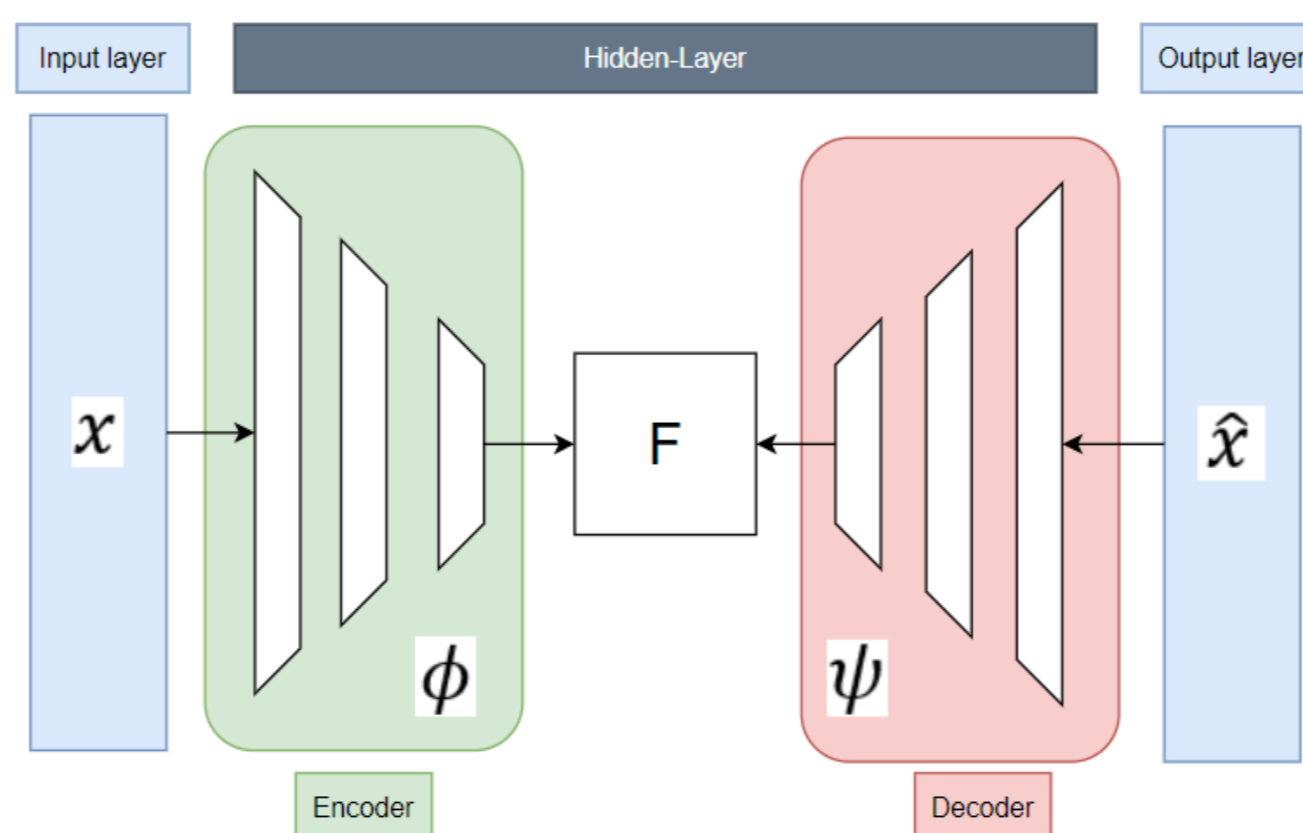 Input layer
Hidden-Layer
Output layer
x
F
x̂
ϕ
ψ
Encoder
Decoder